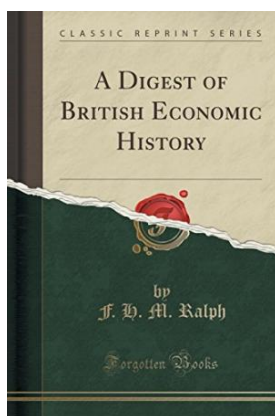 CLASSIC REPRINT SERIES
A DIGEST OF
BRITISH ECONOMIC
HISTORY
by
F. H. M. Ralph
Forgotten Books